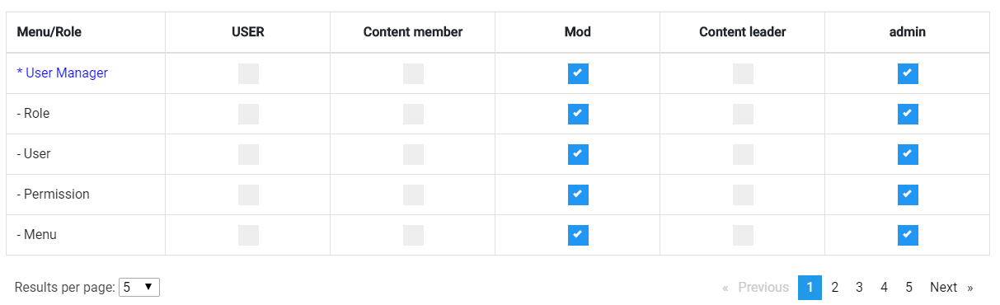 Menu/Role USER Content member Mod Content leader admin
* User Manager
- Role
- User
- Permission
- Menu
Results per page: 5 « Previous 1 2 3 4 5 Next »